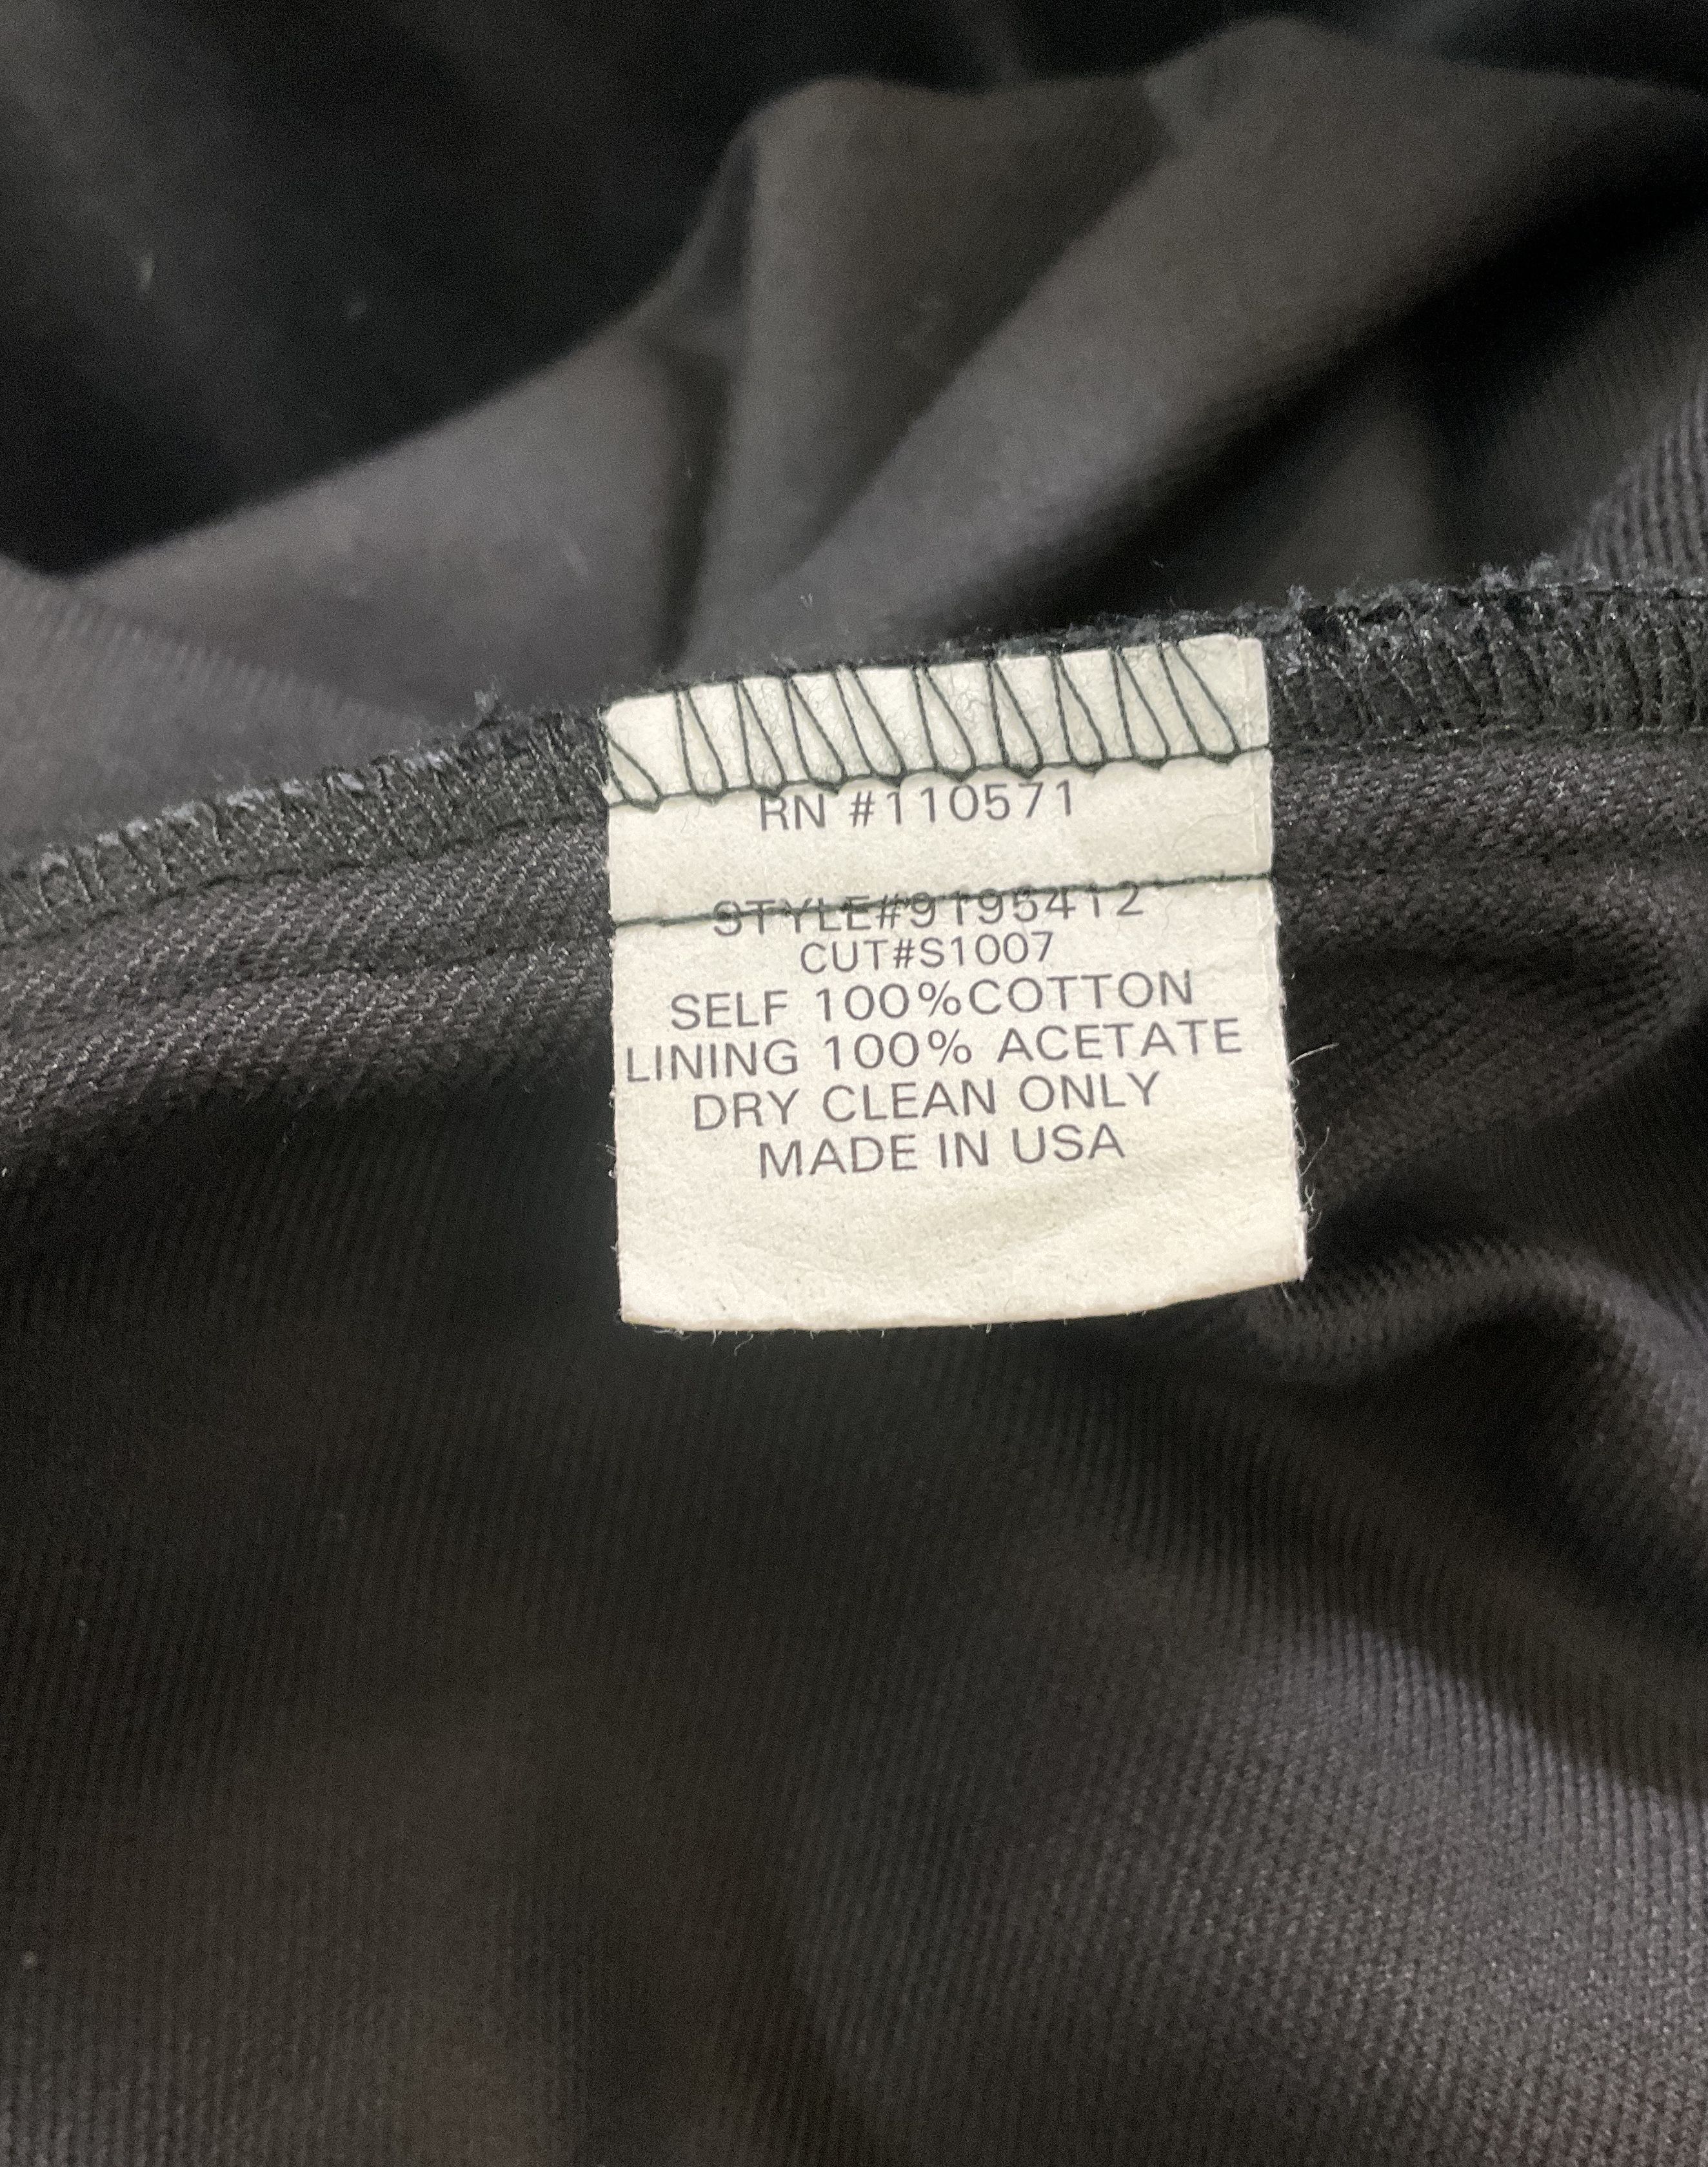 RN #110571
STYLE#9195412
CUT#S1007
SELF 100%COTTON
LINING 100% ACETATE
DRY CLEAN ONLY
MADE IN USA